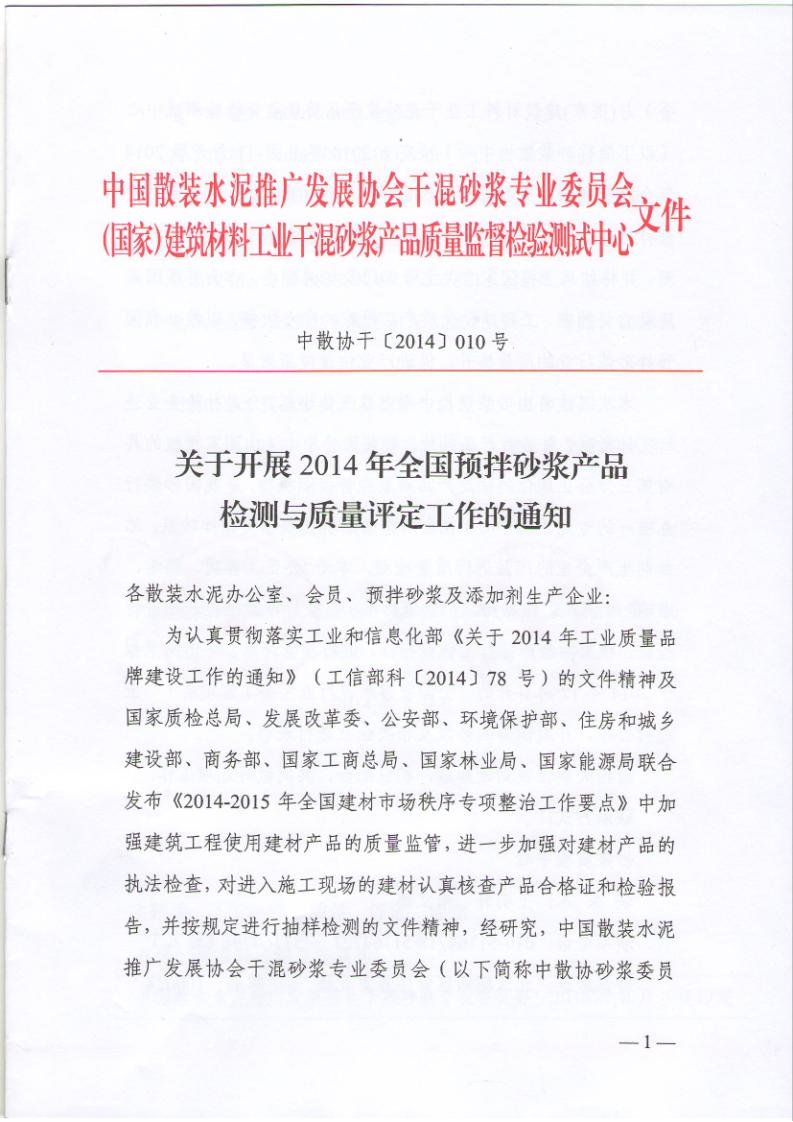 中国散装水泥推广发展协会干混砂浆专业委员会
(国家)建筑材料工业干混砂浆产品质量监督检验测试中心
文件
中散协干〔2014〕010号
关于开展 2014 年全国预拌砂浆产品
检测与质量评定工作的通知
各散装水泥办公室、会员、预拌砂浆及添加剂生产企业：
为认真贯彻落实工业和信息化部《关于 2014 年工业质量品
牌建设工作的通知》（工信部科〔2014〕78 号）的文件精神及
国家质检总局、发展改革委、公安部、环境保护部、住房和城乡
建设部、商务部、国家工商总局、国家林业局、国家能源局联合
发布《2014-2015 年全国建材市场秩序专项整治工作要点》中加
强建筑工程使用建材产品的质量监管，进一步加强对建材产品的
执法检查，对进入施工现场的建材认真核查产品合格证和检验报
告，并按规定进行抽样检测的文件精神，经研究，中国散装水泥
推广发展协会干混砂浆专业委员会（以下简称中散协砂浆委员
—1—